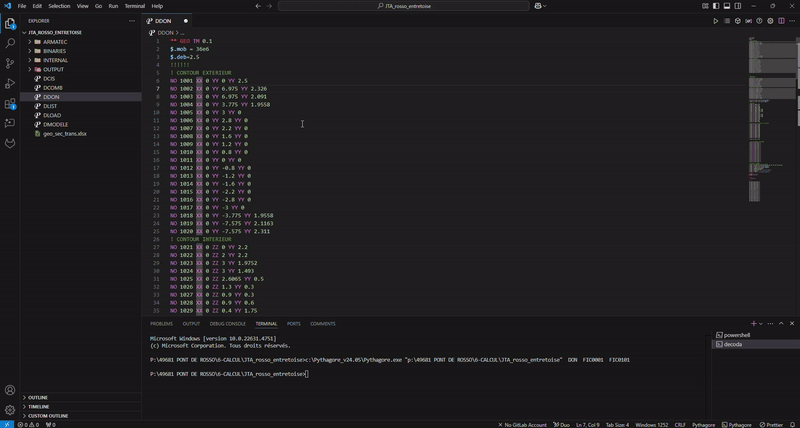 File Edit Selection View Go Run Terminal Help
JTA_rosso_entretoise
EXPLORER
JTA_ROSSO_ENTRETOISE
ARMATEC
BINARIES
INTERNAL
OUTPUT
DCIS
DCOMB
DDON
DLIST
DLOAD
DMODELE
geo_sec_trans.xlsx
OUTLINE
TIMELINE
CUSTOM OUTLINE
DDON
DDON > ...
1 ** GEO TM 0.1
2 $.mob = 36e6
3 $.deb=2.5
4 !!!!!!
5 ! CONTOUR EXTERIEUR
6 NO 1001 XX 0 YY 0 YY 2.5
7 NO 1002 XX 0 YY 6.975 YY 2.326
8 NO 1003 XX 0 YY 6.975 YY 2.091
9 NO 1004 XX 0 YY 3.775 YY 1.9558
10 NO 1005 XX 0 YY 3 YY 0
11 NO 1006 XX 0 YY 2.8 YY 0
12 NO 1007 XX 0 YY 2.2 YY 0
13 NO 1008 XX 0 YY 1.6 YY 0
14 NO 1009 XX 0 YY 1.2 YY 0
15 NO 1010 XX 0 YY 0.8 YY 0
16 NO 1011 XX 0 YY 0 YY 0
17 NO 1012 XX 0 YY -0.8 YY 0
18 NO 1013 XX 0 YY -1.2 YY 0
19 NO 1014 XX 0 YY -1.6 YY 0
20 NO 1015 XX 0 YY -2.2 YY 0
21 NO 1016 XX 0 YY -2.8 YY 0
22 NO 1017 XX 0 YY -3 YY 0
23 NO 1018 XX 0 YY -3.775 YY 1.9558
24 NO 1019 XX 0 YY -7.575 YY 2.1163
25 NO 1020 XX 0 YY -7.575 YY 2.311
26 ! CONTOUR INTERIEUR
27 NO 1021 XX 0 ZZ 0 YY 2.2
28 NO 1022 XX 0 ZZ 2 YY 2.2
29 NO 1023 XX 0 ZZ 3 YY 1.9752
30 NO 1024 XX 0 ZZ 3 YY 1.493
31 NO 1025 XX 0 ZZ 2.6065 YY 0.5
32 NO 1026 XX 0 ZZ 1.3 YY 0.3
33 NO 1027 XX 0 ZZ 0.9 YY 0.3
34 NO 1028 XX 0 ZZ 0.9 YY 0.6
35 NO 1029 XX 0 ZZ 0.4 YY 1.75
PROBLEMS OUTPUT DEBUG CONSOLE TERMINAL PORTS COMMENTS
Microsoft Windows [version 10.0.22631.4751]
(c) Microsoft Corporation. Tous droits réservés.
P:\49681 PONT DE ROSSO\6-CALCUL\JTA_rosso_entretoise>c:\Pythagore_v24.05\Pythagore.exe "p:\49681 PONT DE ROSSO\6-CALCUL\JTA_rosso_entretoise" DON FIC0001 FIC0101
P:\49681 PONT DE ROSSO\6-CALCUL\JTA_rosso_entretoise>
powershell
decoda
0 0 0
No GitLab Account Duo Ln 7, Col 9 Tab Size: 4 Windows 1252 CRLF Pythagore Pythagore Prettier